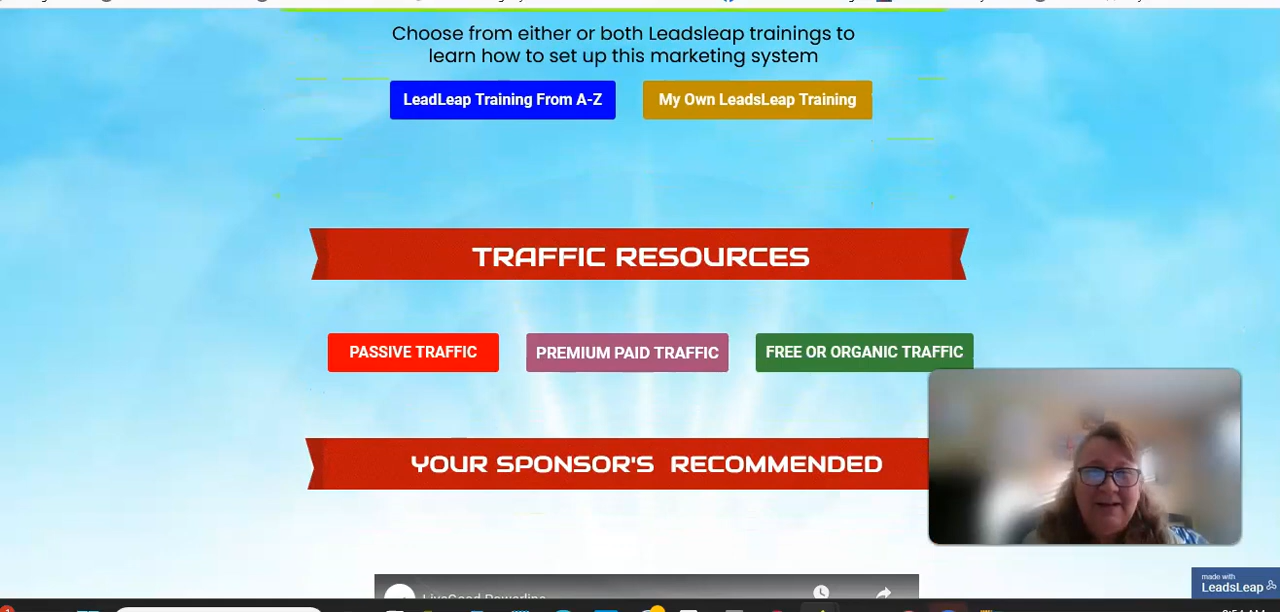 Choose from either or both Leadsleap trainings to
learn how to set up this marketing system
LeadLeap Training From A-Z
My Own LeadsLeap Training
TRAFFIC RESOURCES
PASSIVE TRAFFIC
PREMIUM PAID TRAFFIC
FREE OR ORGANIC TRAFFIC
YOUR SPONSOR'S RECOMMENDED
made with
LeadsLeap